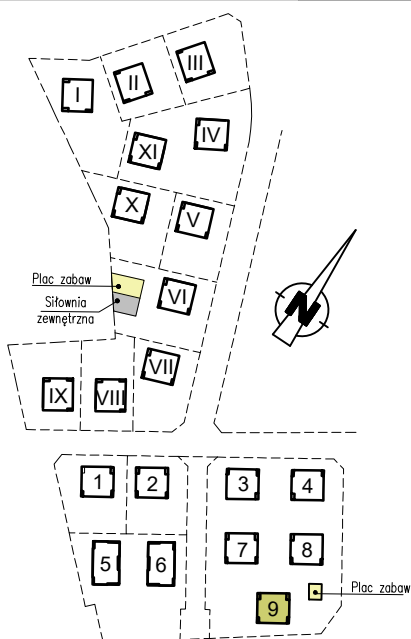 III
II
I
IV
XI
X
V
Plac zabaw
Siłownia
zewnętrzna
VI
VII
IX
VIII
N
1
2
3
4
5
6
7
8
Plac zabaw
9